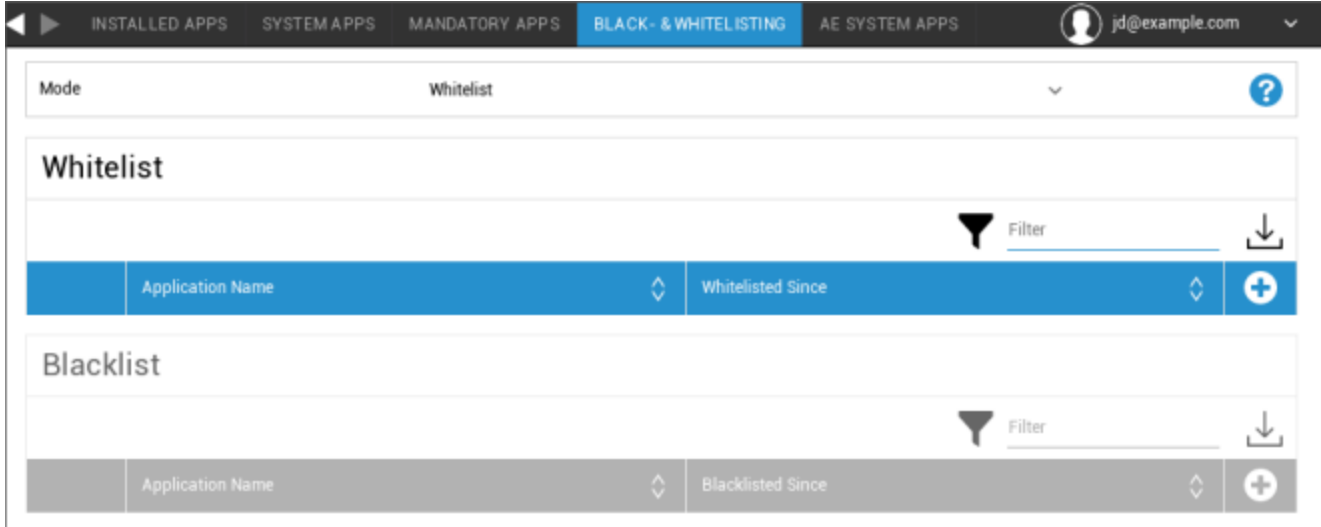 INSTALLED APPS SYSTEM APPS MANDATORY APPS BLACK- & WHITELISTING AE SYSTEM APPS jd@example.com
Mode Whitelist ?
Whitelist
Filter
Application Name Whitelisted Since
Blacklist
Filter
Application Name Blacklisted Since